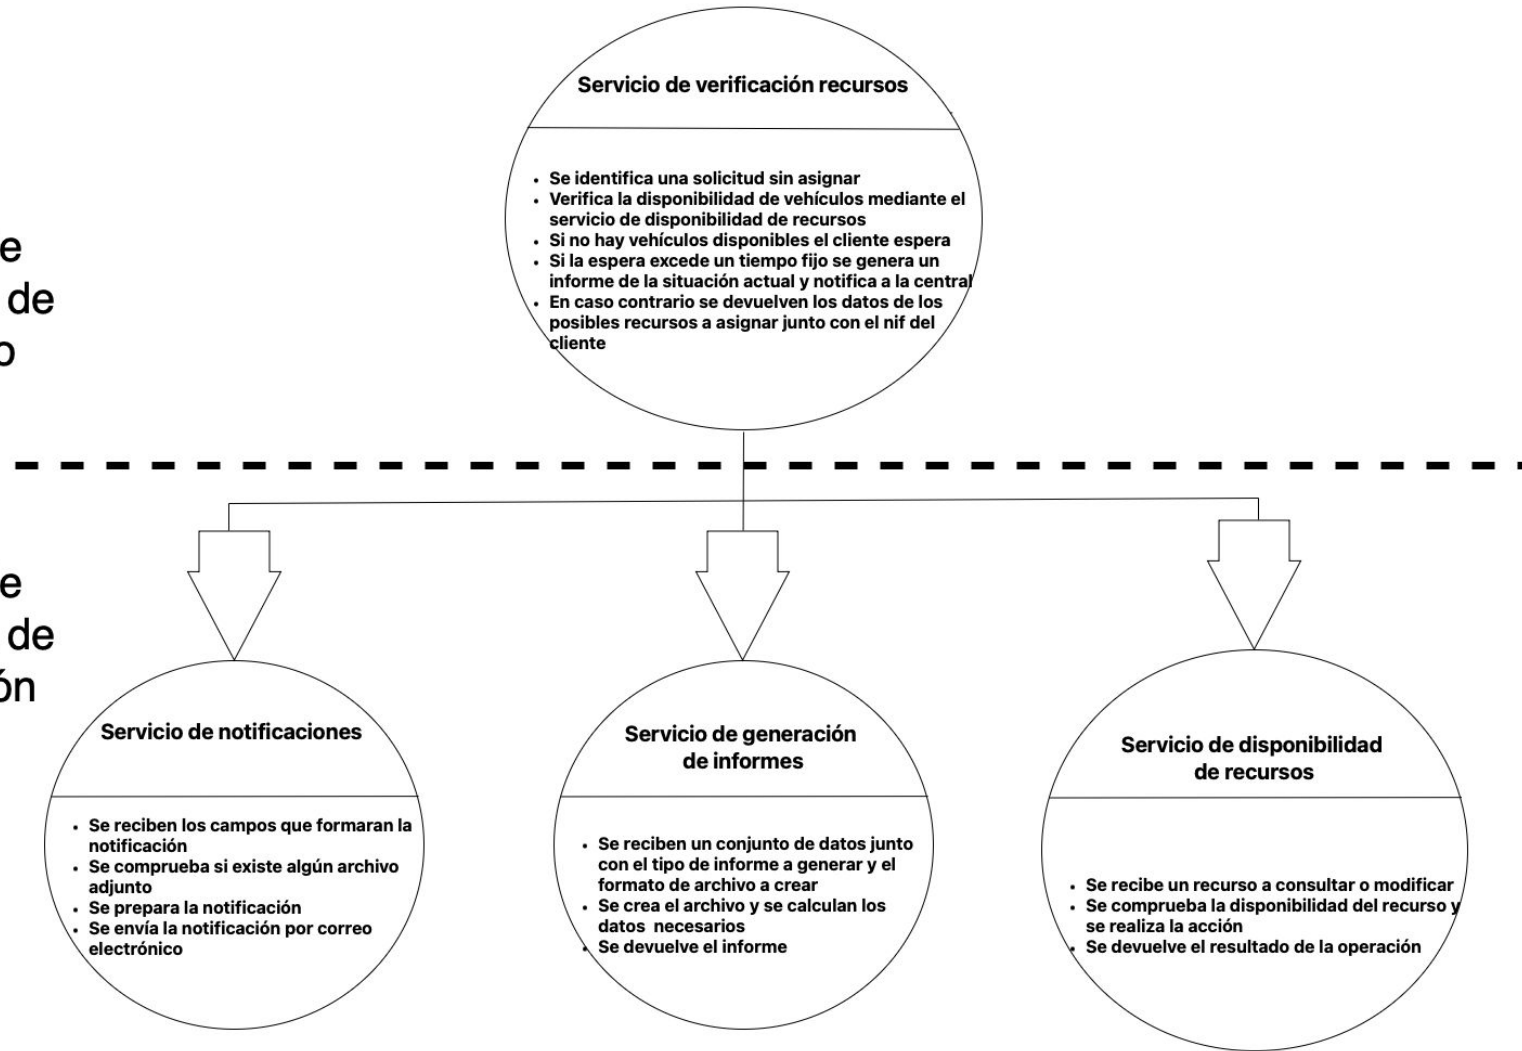 Servicio de verificación recursos
• Se identifica una solicitud sin asignar
• Verifica la disponibilidad de vehículos mediante el
servicio de disponibilidad de recursos
• Si no hay vehículos disponibles el cliente espera
• Si la espera excede un tiempo fijo se genera un
informe de la situación actual y notifica a la central
• En caso contrario se devuelven los datos de los
posibles recursos a asignar junto con el nif del
cliente
e
de
o
e
de
ón
Servicio de notificaciones
• Se reciben los campos que formaran la
notificación
• Se comprueba si existe algún archivo
adjunto
• Se prepara la notificación
• Se envía la notificación por correo
electrónico
Servicio de generación
de informes
• Se reciben un conjunto de datos junto
con el tipo de informe a generar y el
formato de archivo a crear
• Se crea el archivo y se calculan los
datos necesarios
• Se devuelve el informe
Servicio de disponibilidad
de recursos
• Se recibe un recurso a consultar o modificar
• Se comprueba la disponibilidad del recurso y
se realiza la acción
• Se devuelve el resultado de la operación